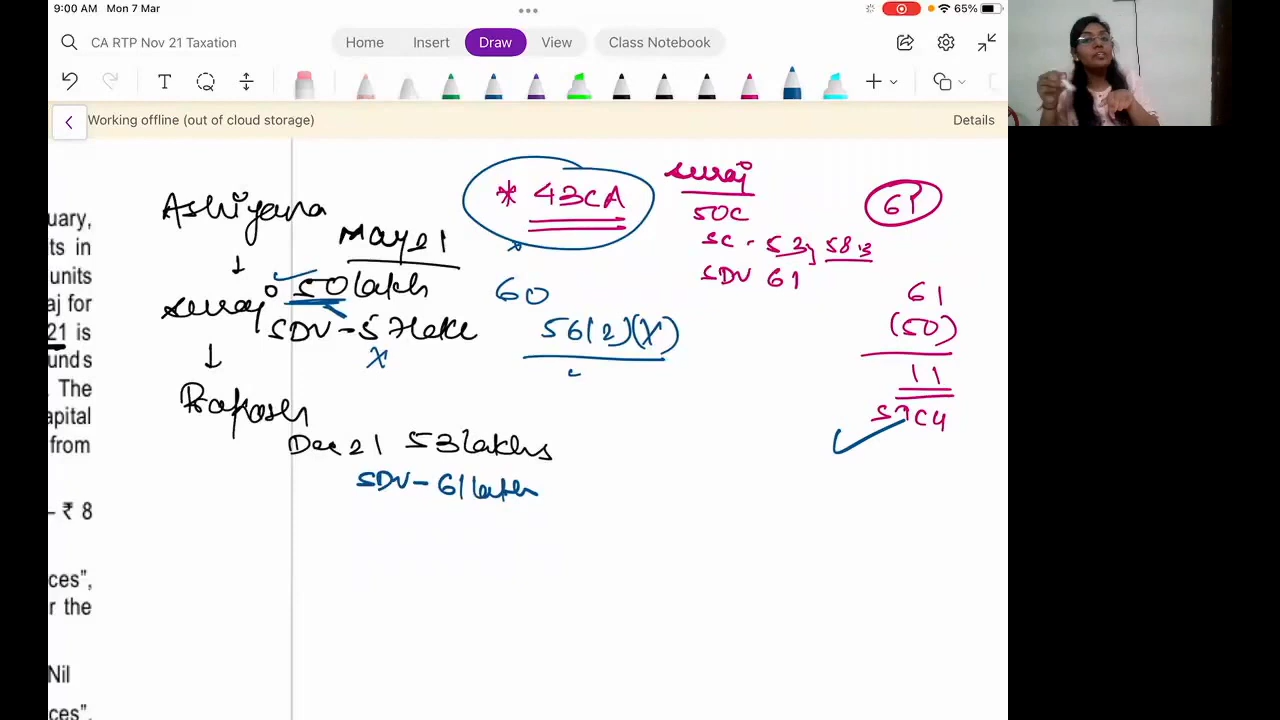 9:00 AM Mon 7 Mar
65%
CA RTP Nov 21 Taxation
Home Insert Draw View Class Notebook
Working offline (out of cloud storage)
Details
uary,
ts in
units
aj for
21 is
unds
The
apital
from
– ₹ 8
ces",
r the
Nil
ces",
Ashiyana
↓
Suraj
↓
May 21
50 lakh
SDV - 57 lakh
X
Dec 21 53 lakhs
SDV - 61 lakh
* 43CA
60
56(2)(X)
Suraj
50C
SC - 53, 58.3
SDV 61
61
61
(50)
11